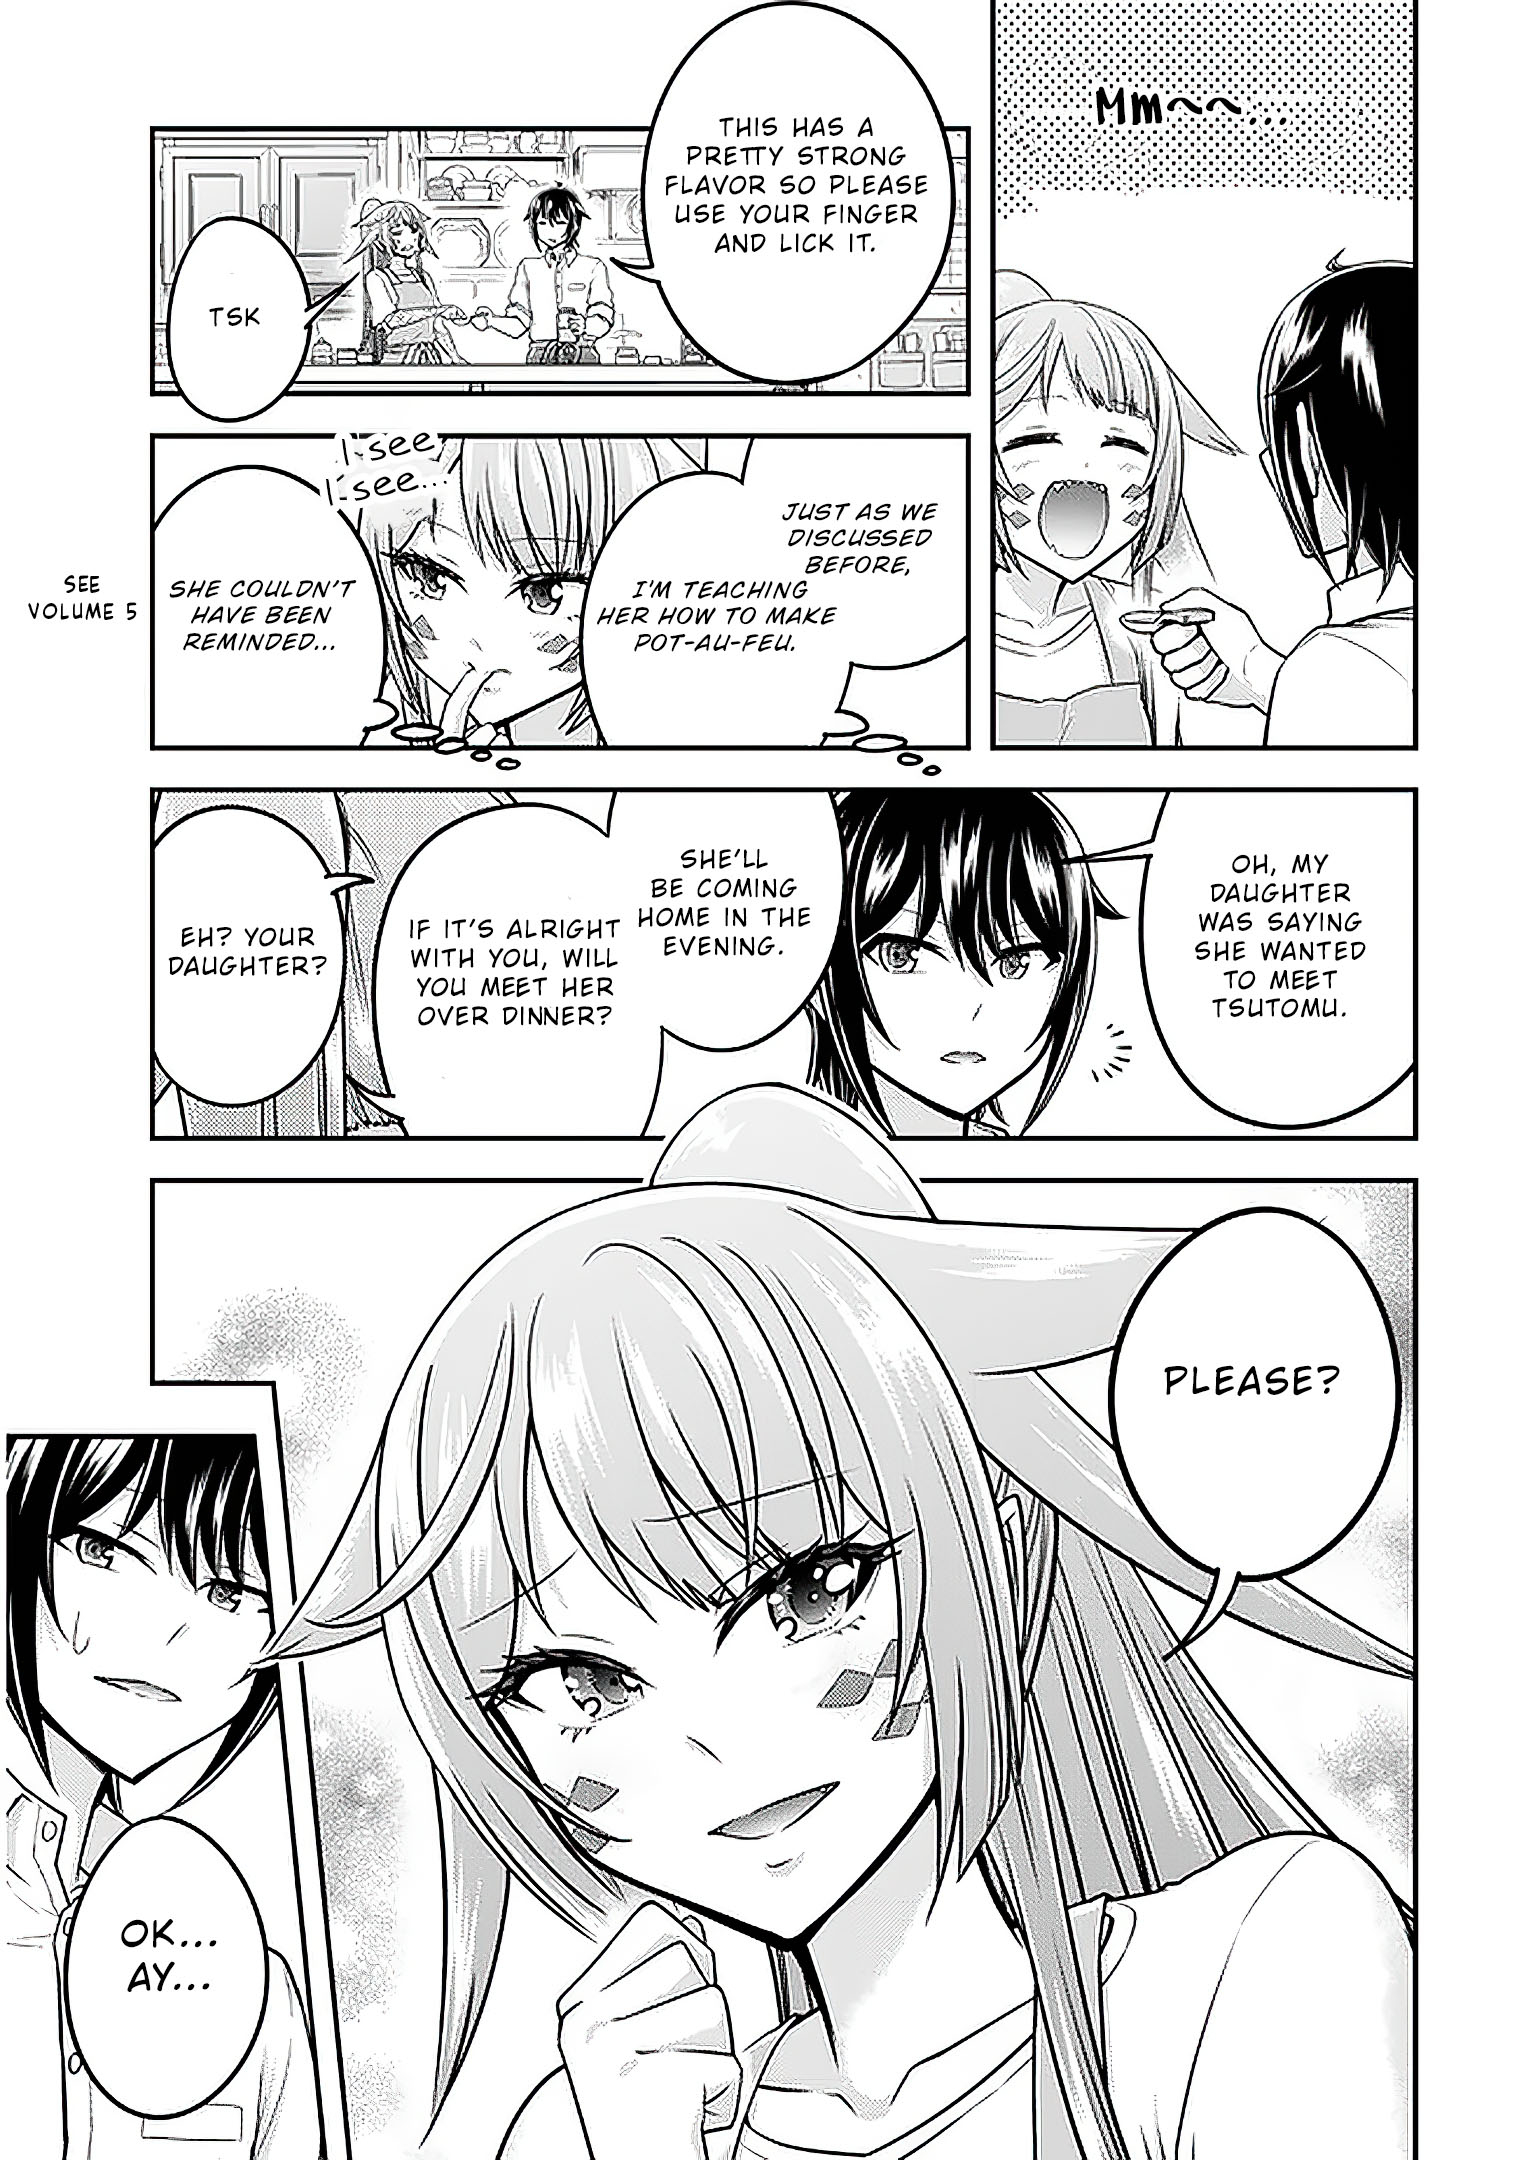 Mm~~...
THIS HAS A
PRETTY STRONG
FLAVOR SO PLEASE
USE YOUR FINGER
AND LICK IT.
TSK
JUST AS WE
DISCUSSED
BEFORE,
I'M TEACHING
HER HOW TO MAKE
POT-AU-FEU.
I see
I see...
SHE COULDN'T
HAVE BEEN
REMINDED...
SEE
VOLUME 5
OH, MY
DAUGHTER
WAS SAYING
SHE WANTED
TO MEET
TSUTOMU.
SHE'LL
BE COMING
HOME IN THE
EVENING.
IF IT'S ALRIGHT
WITH YOU, WILL
YOU MEET HER
OVER DINNER?
EH? YOUR
DAUGHTER?
PLEASE?
OK...
AY...